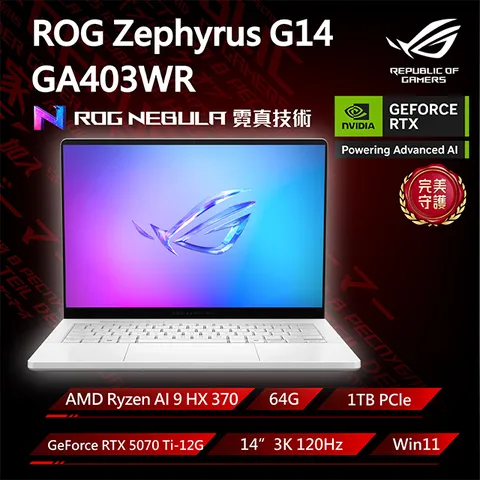 ROG Zephyrus G14
GA403WR
ROG NEBULA 霓真技術
REPUBLIC OF
GAMERS
NVIDIA
GEFORCE
RTX
Powering Advanced AI
完美
守護
AMD Ryzen AI 9 HX 370
64G
1TB PCIe
GeForce RTX 5070 Ti-12G
14” 3K 120Hz
Win11